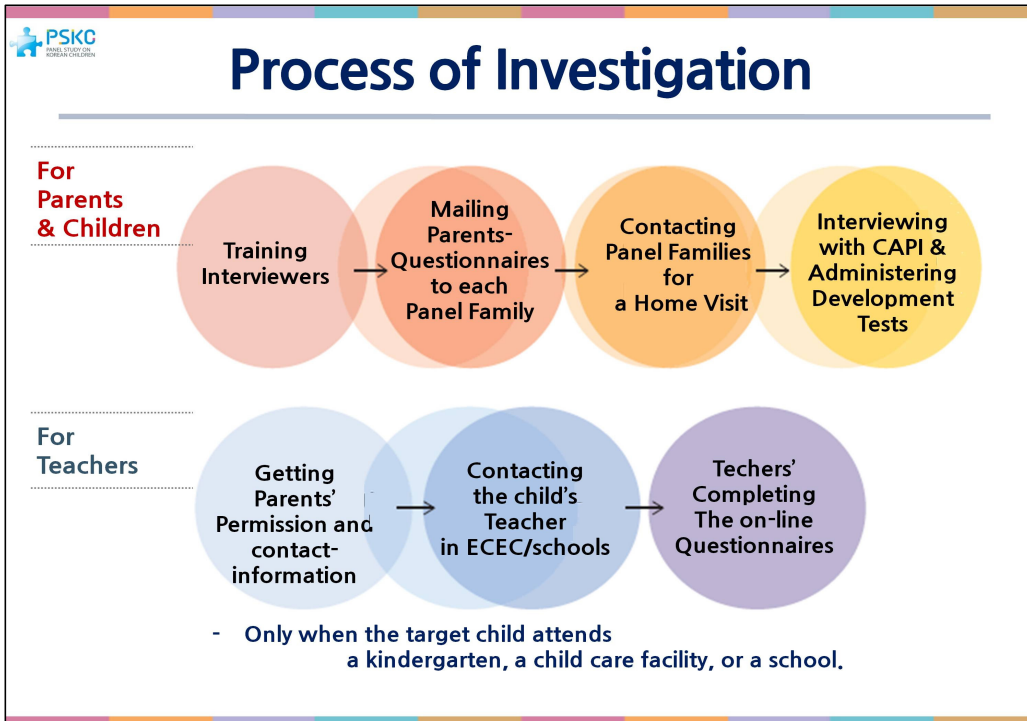 PSKC
PANEL STUDY ON
KOREAN CHILDREN
Process of Investigation
For
Parents
& Children
Training
Interviewers
Mailing
Parents-
Questionnaires
to each
Panel Family
Contacting
Panel Families
for
a Home Visit
Interviewing
with CAPI &
Administering
Development
Tests
For
Teachers
Getting
Parents’
Permission and
contact-
information
Contacting
the child’s
Teacher
in ECEC/schools
Techers’
Completing
The on-line
Questionnaires
- Only when the target child attends
a kindergarten, a child care facility, or a school.